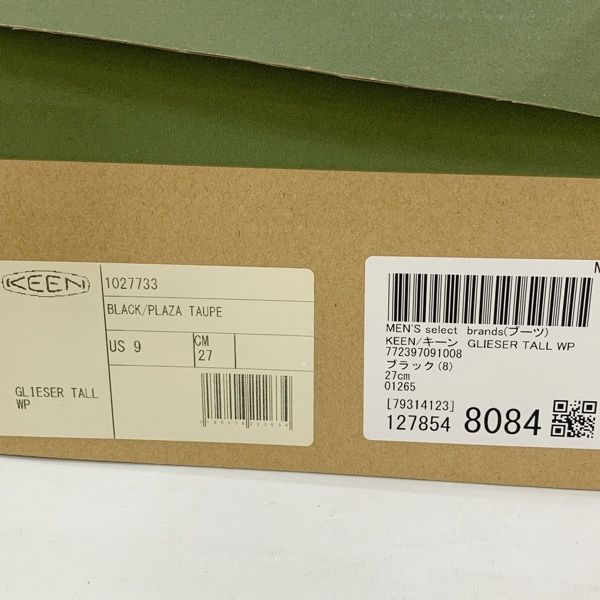 KEEN
1027733
BLACK/PLAZA TAUPE
US 9
CM
27
GLIESER TALL
WP
MEN'S select brands(ブーツ)
KEEN/キーン GLIESER TALL WP
772397091008
ブラック(8)
27cm
01265
[79314123]
127854 8084